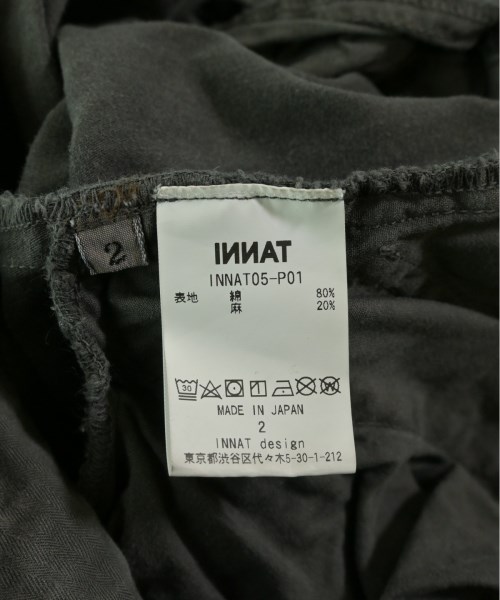 INNAT
INNAT05-P01
表地 綿 80%
麻 20%
30
MADE IN JAPAN
2
INNAT design
東京都渋谷区代々木5-30-1-212
2